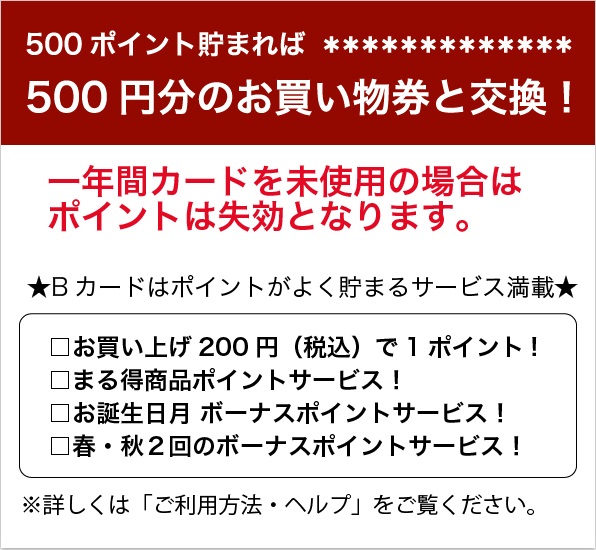 500 ポイント貯まれば *************
500 円分のお買い物券と交換！
一年間カードを未使用の場合は
ポイントは失効となります。
★B カードはポイントがよく貯まるサービス満載★
□お買い上げ 200 円（税込）で 1 ポイント！
□まる得商品ポイントサービス！
□お誕生日月 ボーナスポイントサービス！
□春・秋２回のボーナスポイントサービス！
※詳しくは「ご利用方法・ヘルプ」をご覧ください。